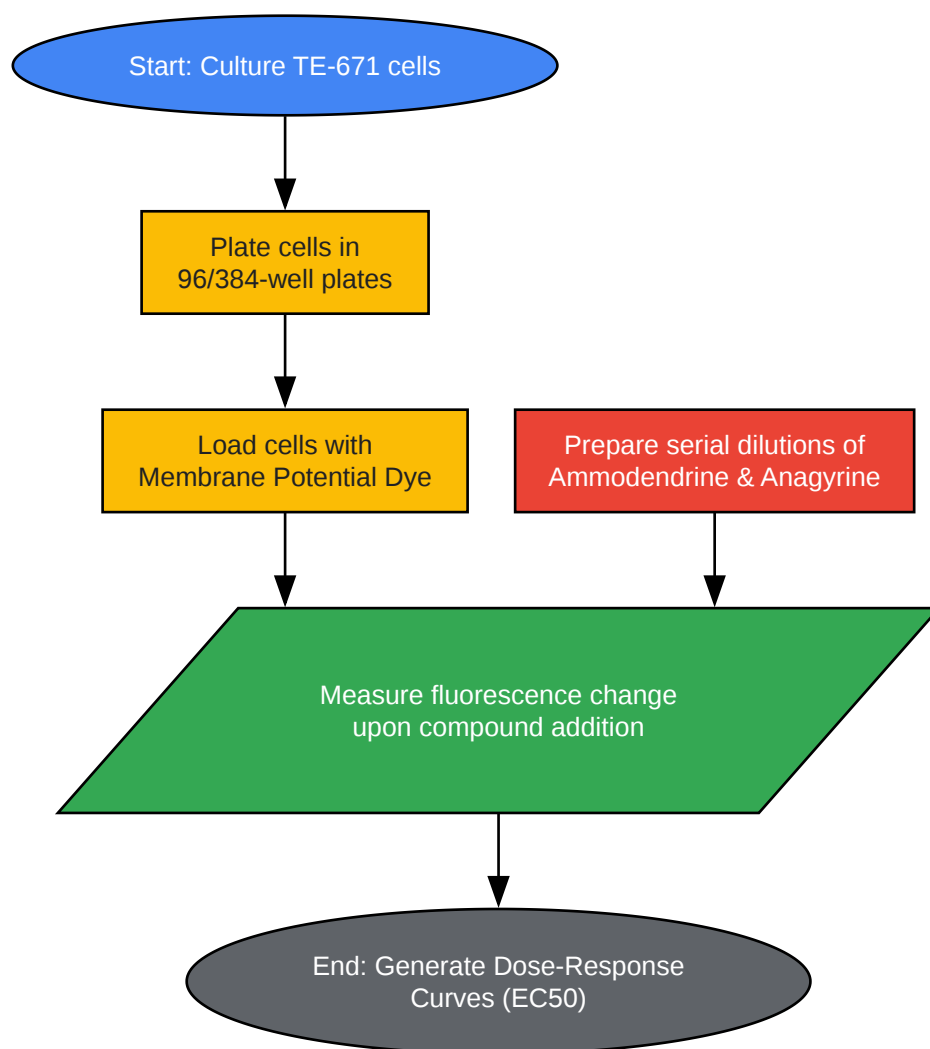 Start: Culture TE-671 cells
Plate cells in
96/384-well plates
Load cells with
Membrane Potential Dye
Prepare serial dilutions of
Ammodendrine & Anagyrine
Measure fluorescence change
upon compound addition
End: Generate Dose-Response
Curves (EC50)